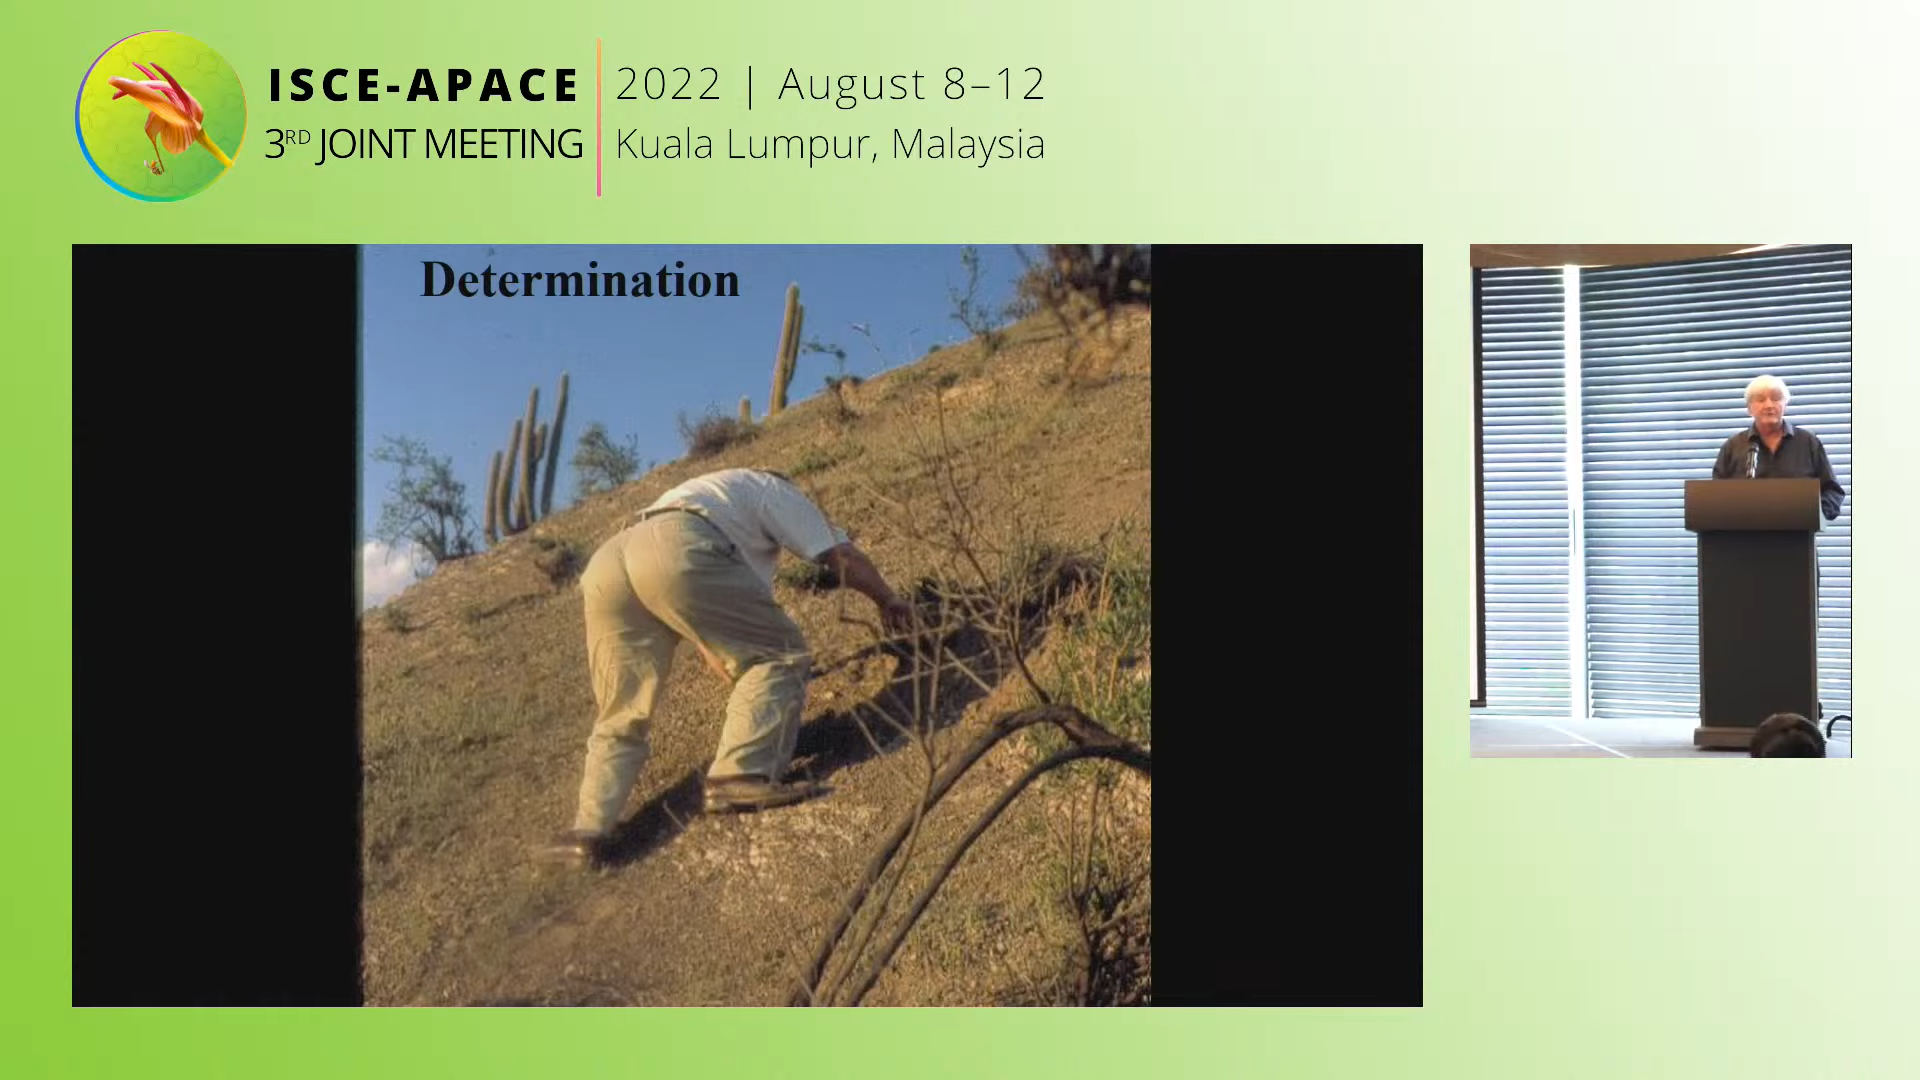 ISCE-APACE
3RD JOINT MEETING
2022 | August 8–12
Kuala Lumpur, Malaysia
Determination